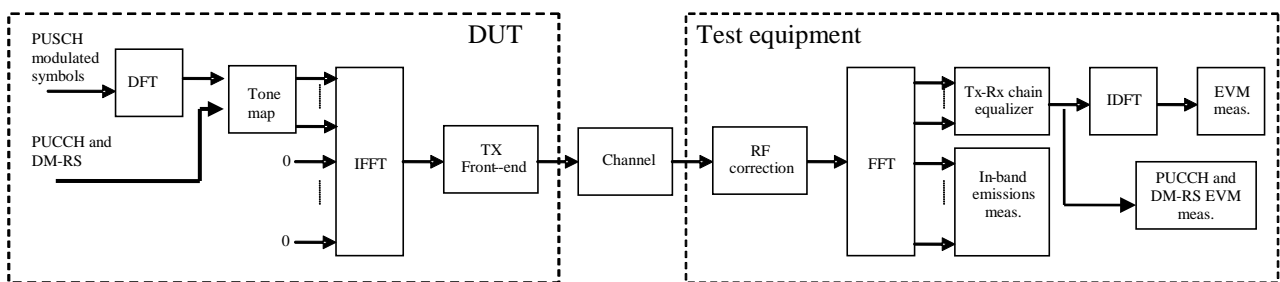 DUT
Test equipment
PUSCH
modulated
symbols
DFT
Tone
map
PUCCH and
DM-RS
0
0
IFFT
TX
Front--end
Channel
RF
correction
FFT
Tx-Rx chain
equalizer
IDFT
EVM
meas.
In-band
emissions
meas.
PUCCH and
DM-RS EVM
meas.